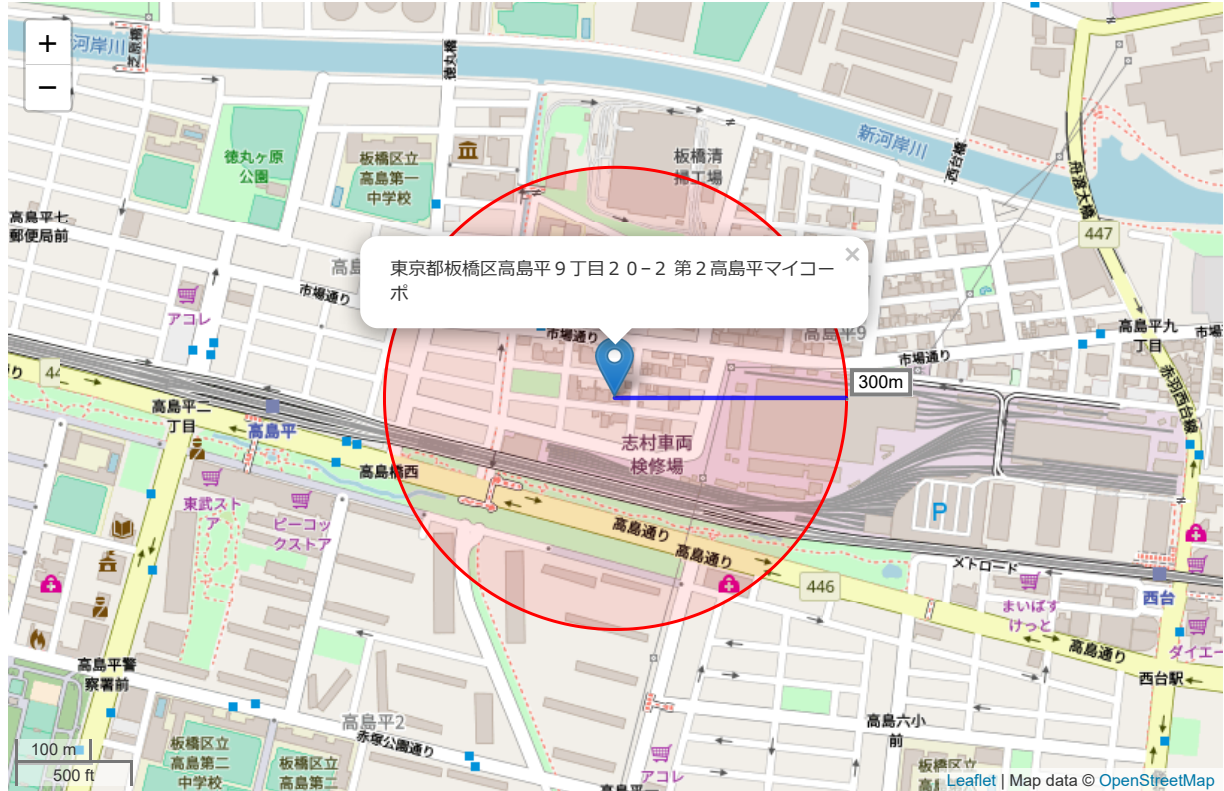 +
−
新河岸川
芝原橋
徳丸橋
徳丸ヶ原
公園
板橋区立
高島第一
中学校
板橋清
掃工場
新河岸川
西台橋
舟渡大橋
447
高島平七
郵便局前
東京都板橋区高島平９丁目２０−２ 第２高島平マイコー
ポ
×
市場通り
アコレ
市場通り
高島平9
市場通り
高島平九
丁目
赤羽西台線
300m
高島平二
丁目
高島平
高島橋西
志村車両
検修場
東武スト
ア
ピーコッ
クストア
高島通り
高島通り
P
446
メトロード
まいばす
けっと
西台
ダイエー
高島通り
西台駅
高島平警
察署前
高島平2
赤塚公園通り
高島六小
前
板橋区立
高島第二
中学校
板橋区立
高島第二
アコレ
板橋区立
100 m
500 ft
Leaflet | Map data © OpenStreetMap